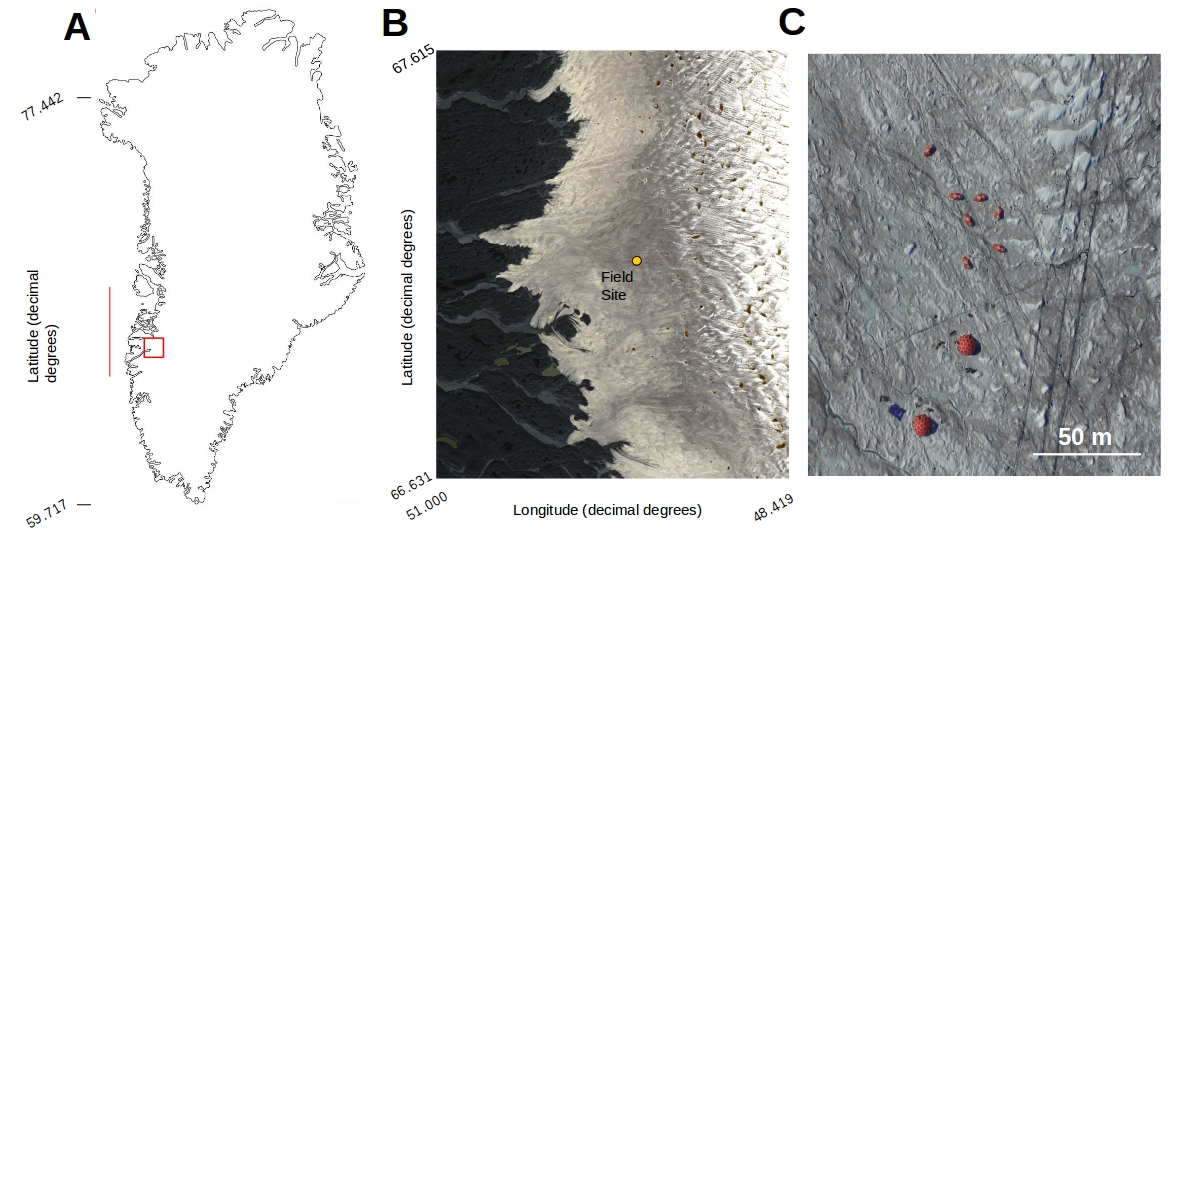 A
77.442
Latitude (decimal
degrees)
59.717
B
67.615
Latitude (decimal degrees)
Field
Site
66.631
51.000
Longitude (decimal degrees)
48.419
C
50 m